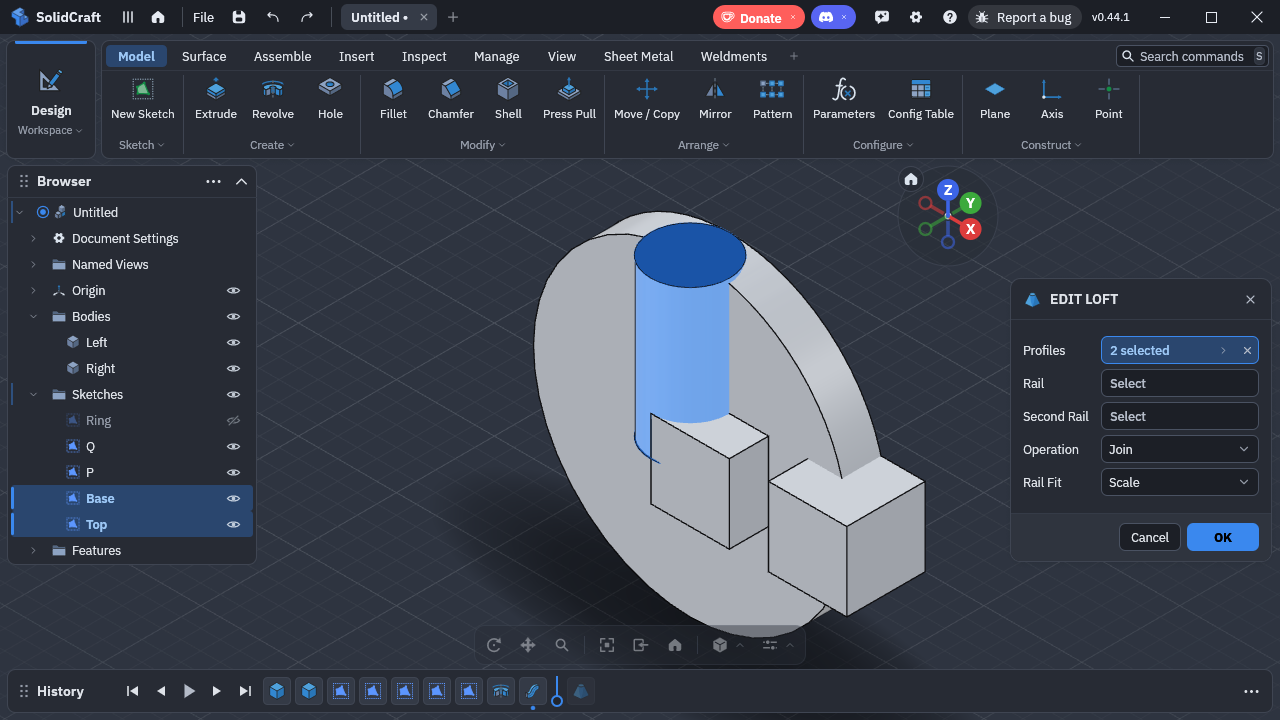 SolidCraft
File
Untitled •
Donate
Report a bug
v0.44.1
Design
Workspace
Model
Surface
Assemble
Insert
Inspect
Manage
View
Sheet Metal
Weldments
Search commands
S
New Sketch
Extrude
Revolve
Hole
Fillet
Chamfer
Shell
Press Pull
Move / Copy
Mirror
Pattern
Parameters
Config Table
Plane
Axis
Point
Sketch
Create
Modify
Arrange
Configure
Construct
Browser
Untitled
Document Settings
Named Views
Origin
Bodies
Left
Right
Sketches
Ring
Q
P
Base
Top
Features
Z
Y
X
EDIT LOFT
Profiles
2 selected
Rail
Select
Second Rail
Select
Operation
Join
Rail Fit
Scale
Cancel
OK
History